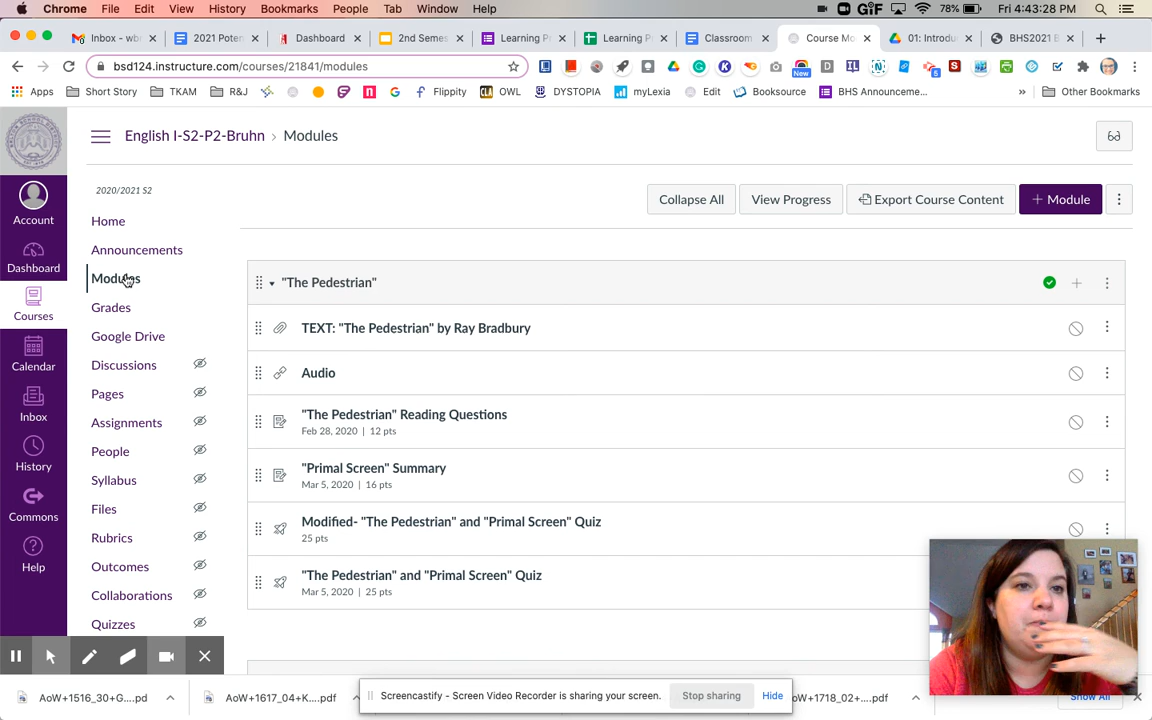 Chrome File Edit View History Bookmarks People Tab Window Help GIF 78% Fri 4:43:28 PM
Inbox - wbr 2021 Poten Dashboard 2nd Semes Learning Pr Learning Pr Classroom Course Mo 01: Introdu BHS2021 B
bsd124.instructure.com/courses/21841/modules
Apps Short Story TKAM R&J Flippity OWL DYSTOPIA myLexia Edit Booksource BHS Announceme... » Other Bookmarks
English I-S2-P2-Bruhn › Modules
2020/2021 S2
Collapse All View Progress Export Course Content + Module
Account
Dashboard
Courses
Calendar
Inbox
History
Commons
Help
Home
Announcements
Modules
Grades
Google Drive
Discussions
Pages
Assignments
People
Syllabus
Files
Rubrics
Outcomes
Collaborations
Quizzes
"The Pedestrian"
TEXT: "The Pedestrian" by Ray Bradbury
Audio
"The Pedestrian" Reading Questions
Feb 28, 2020 | 12 pts
"Primal Screen" Summary
Mar 5, 2020 | 16 pts
Modified- "The Pedestrian" and "Primal Screen" Quiz
25 pts
"The Pedestrian" and "Primal Screen" Quiz
Mar 5, 2020 | 25 pts
AoW+1516_30+G....pd AoW+1617_04+K....pdf Screencastify - Screen Video Recorder is sharing your screen. Stop sharing Hide oW+1718_02+...pdf Show All